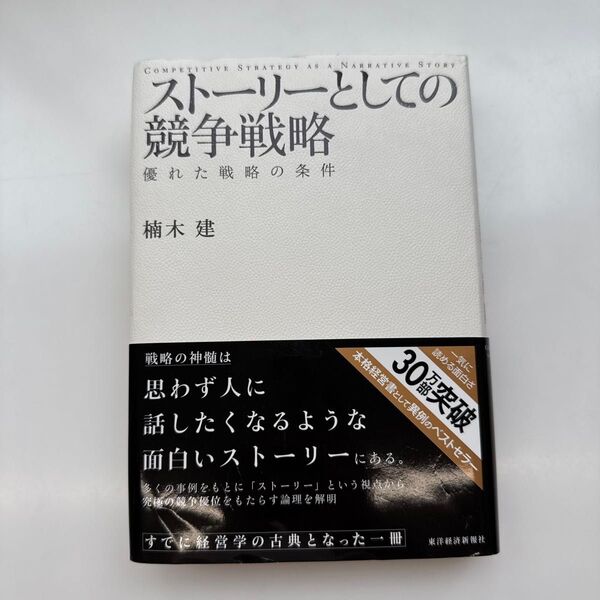 COMPETITIVE STRATEGY AS A NARRATIVE STORY
ストーリーとしての
競争戦略
優れた戦略の条件
楠木 建
戦略の神髄は
思わず人に
話したくなるような
面白いストーリーにある。
多くの事例をもとに「ストーリー」という視点から
究極の競争優位をもたらす論理を解明
すでに経営学の古典となった一冊
一気に
読める面白さ
30万部突破
本格経営書として異例のベストセラー
東洋経済新報社